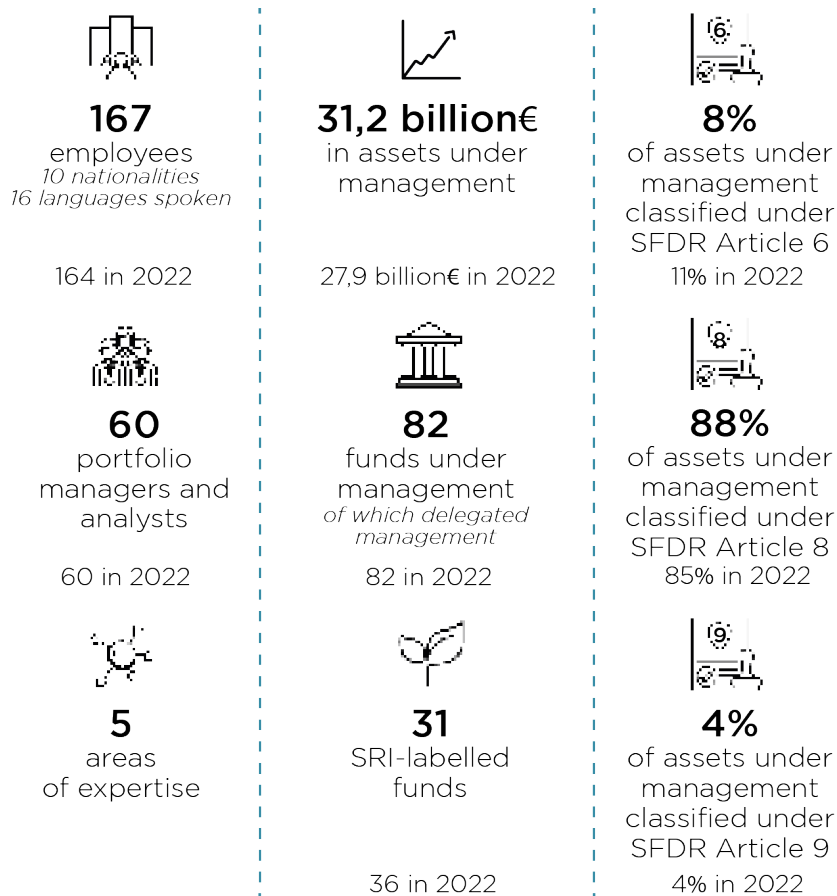 167
employees
10 nationalities
16 languages spoken
164 in 2022
60
portfolio
managers and
analysts
60 in 2022
5
areas
of expertise
31,2 billion€
in assets under
management
27,9 billion€ in 2022
82
funds under
management
of which delegated
management
82 in 2022
31
SRI-labelled
funds
36 in 2022
6
8%
of assets under
management
classified under
SFDR Article 6
11% in 2022
8
88%
of assets under
management
classified under
SFDR Article 8
85% in 2022
9
4%
of assets under
management
classified under
SFDR Article 9
4% in 2022